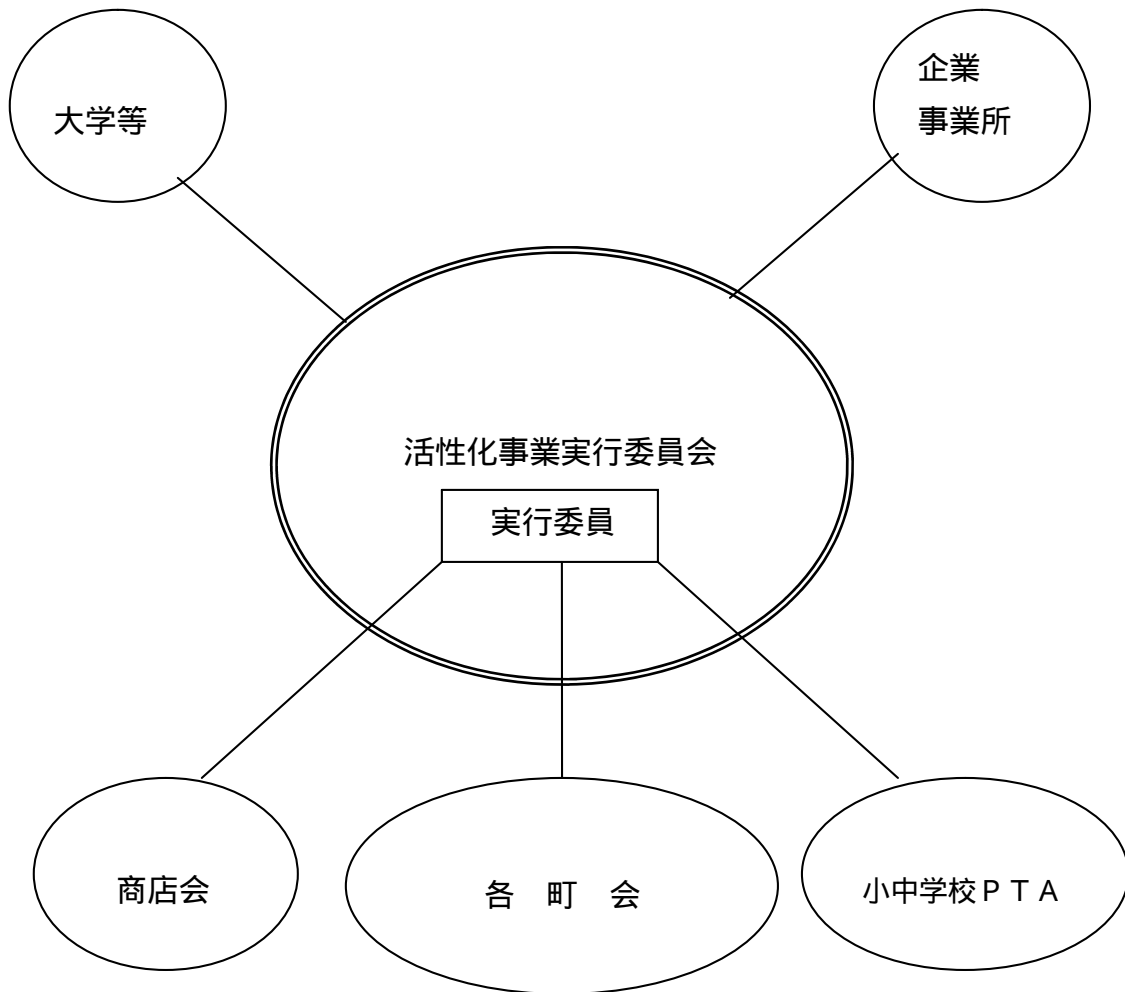 大学等
企業
事業所
活性化事業実行委員会
実行委員
商店会
各　町　会
小中学校ＰＴＡ